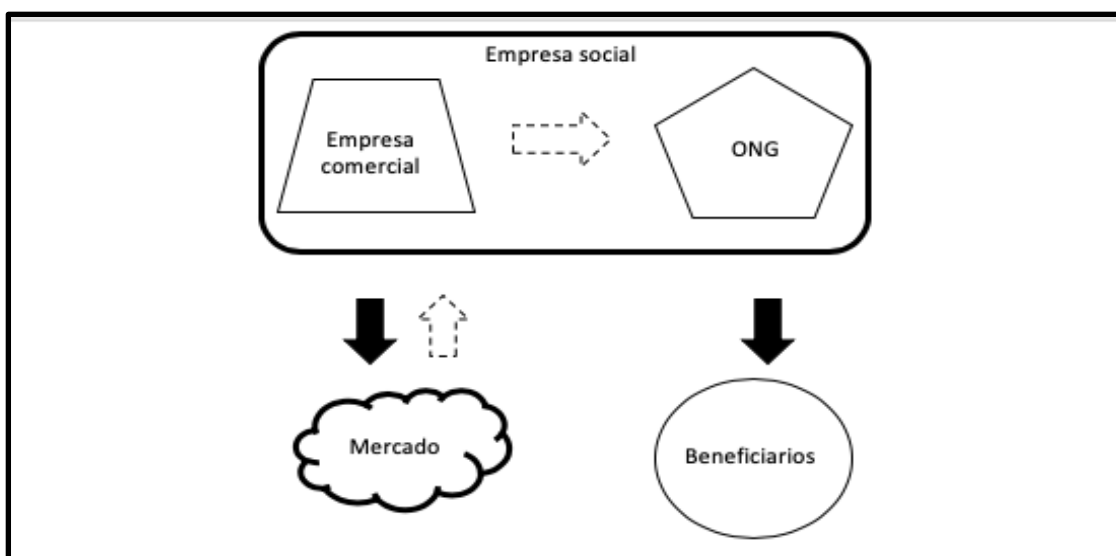 Empresa social
Empresa
comercial
ONG
Mercado
Beneficiarios